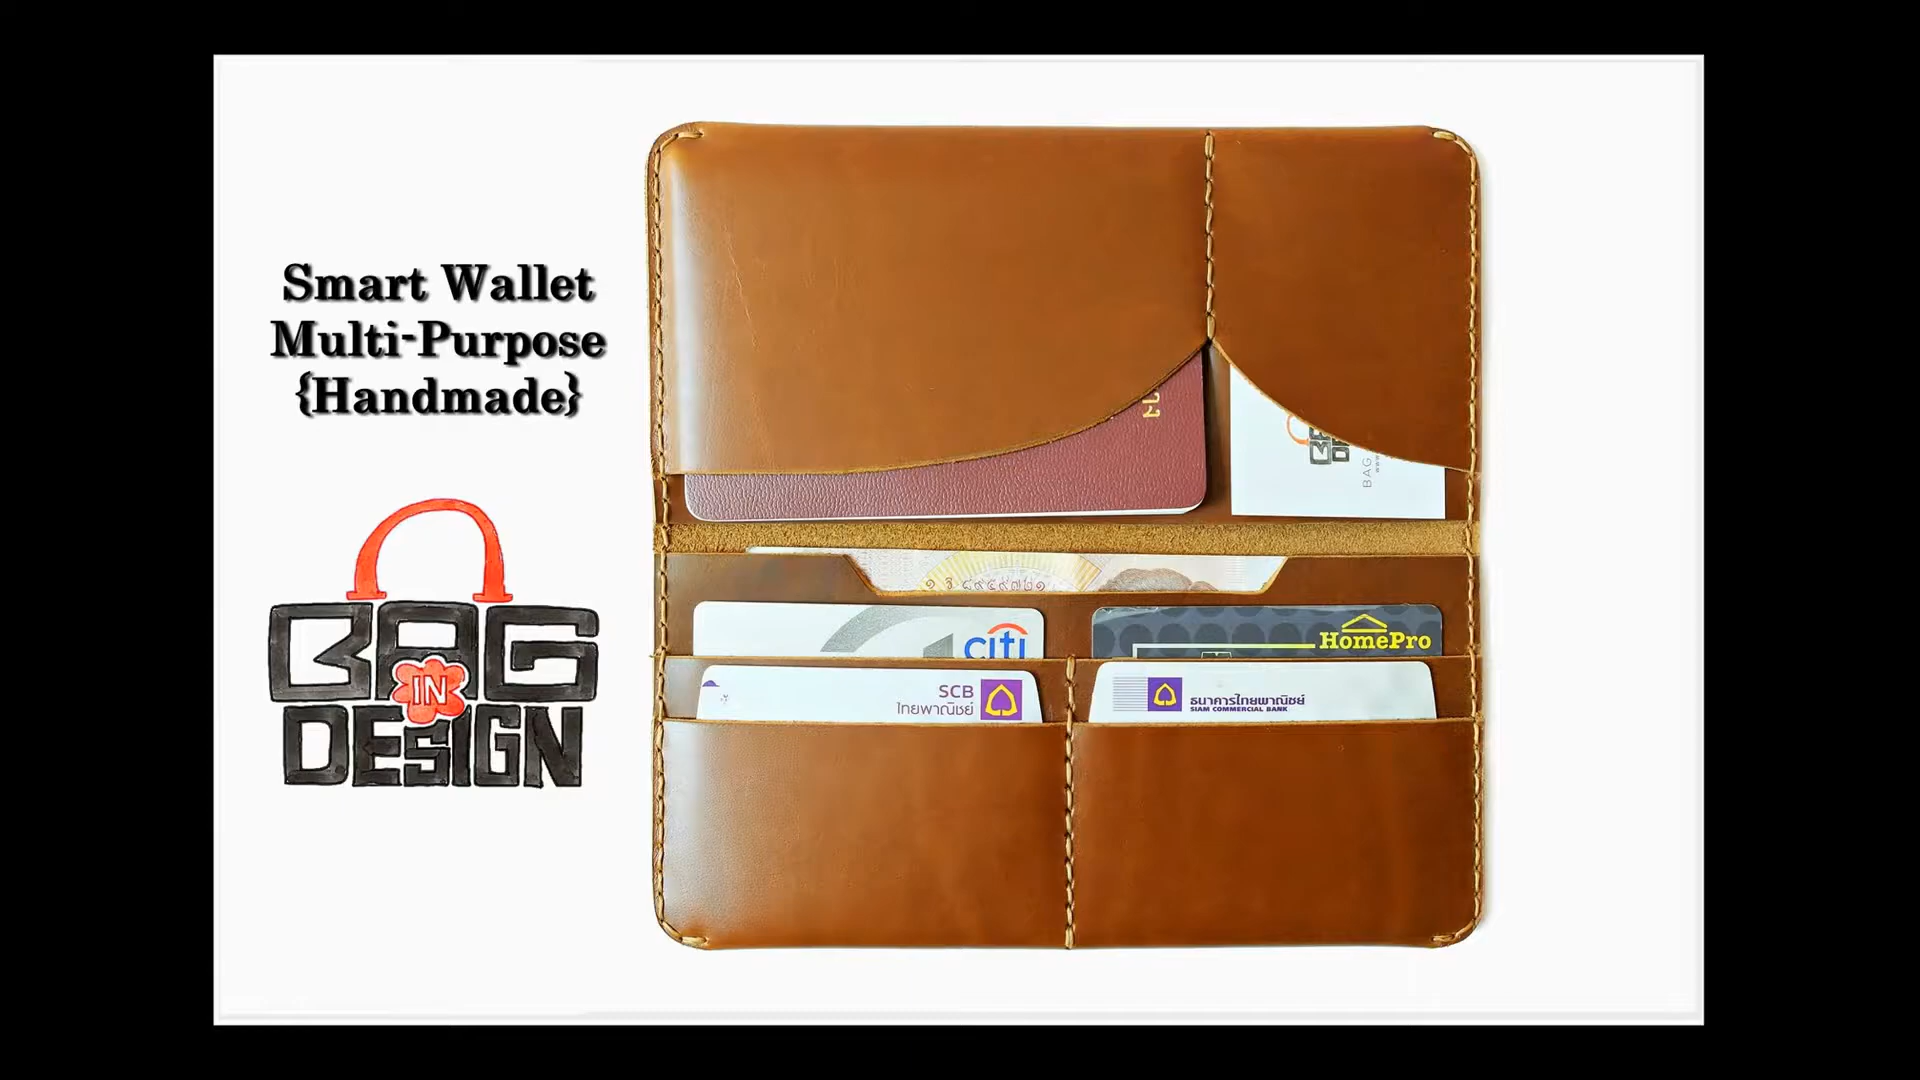 Smart Wallet
Multi-Purpose
{Handmade}
BAG
IN
DESIGN
BAG
citi
HomePro
SCB
ไทยพาณิชย์
ธนาคารไทยพาณิชย์
SIAM COMMERCIAL BANK